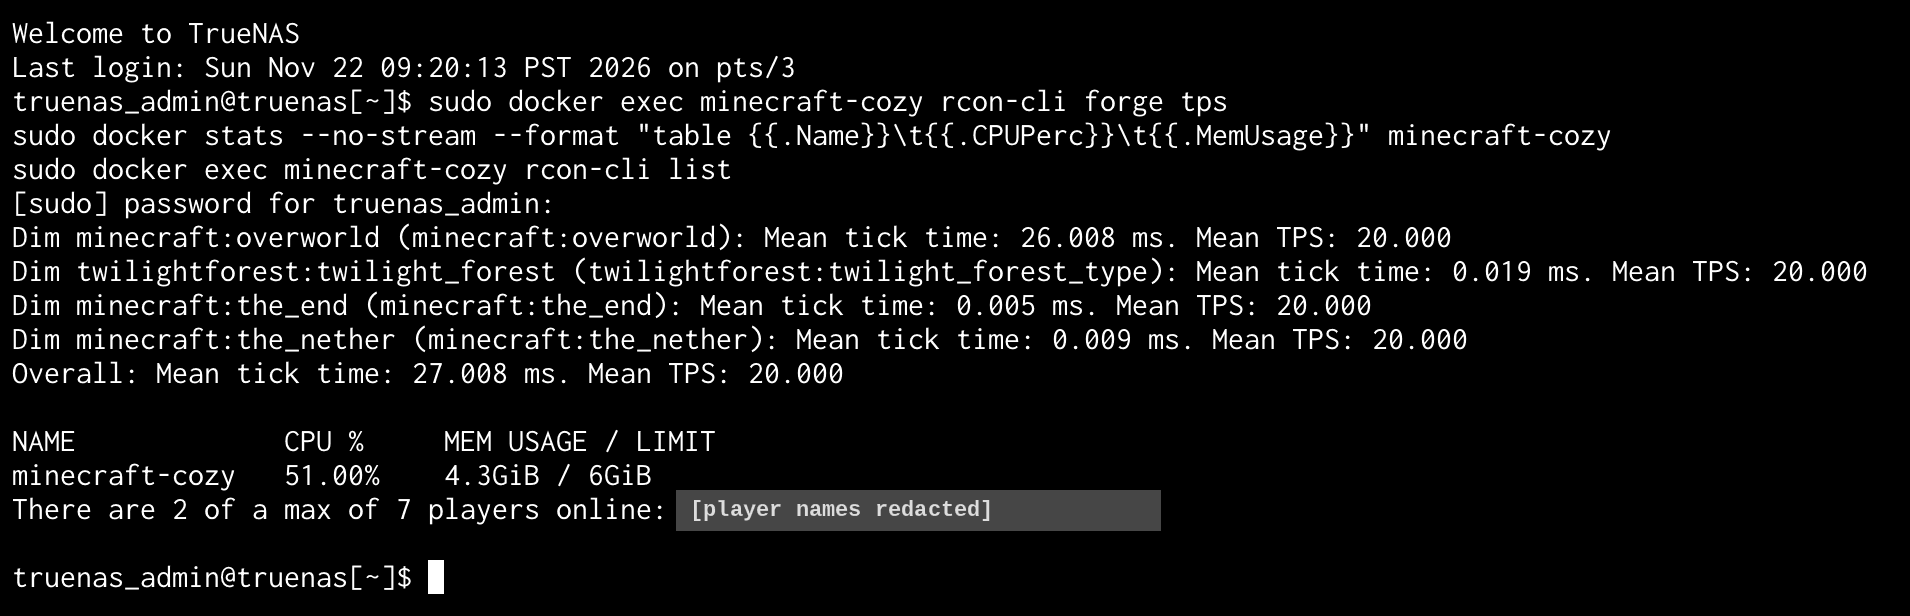 Welcome to TrueNAS
Last login: Sun Nov 22 09:20:13 PST 2026 on pts/3
truenas_admin@truenas[~]$ sudo docker exec minecraft-cozy rcon-cli forge tps
sudo docker stats --no-stream --format "table {{.Name}}\t{{.CPUPerc}}\t{{.MemUsage}}" minecraft-cozy
sudo docker exec minecraft-cozy rcon-cli list
[sudo] password for truenas_admin:
Dim minecraft:overworld (minecraft:overworld): Mean tick time: 26.008 ms. Mean TPS: 20.000
Dim twilightforest:twilight_forest (twilightforest:twilight_forest_type): Mean tick time: 0.019 ms. Mean TPS: 20.000
Dim minecraft:the_end (minecraft:the_end): Mean tick time: 0.005 ms. Mean TPS: 20.000
Dim minecraft:the_nether (minecraft:the_nether): Mean tick time: 0.009 ms. Mean TPS: 20.000
Overall: Mean tick time: 27.008 ms. Mean TPS: 20.000
NAME CPU % MEM USAGE / LIMIT
minecraft-cozy 51.00% 4.3GiB / 6GiB
There are 2 of a max of 7 players online: [player names redacted]
truenas_admin@truenas[~]$